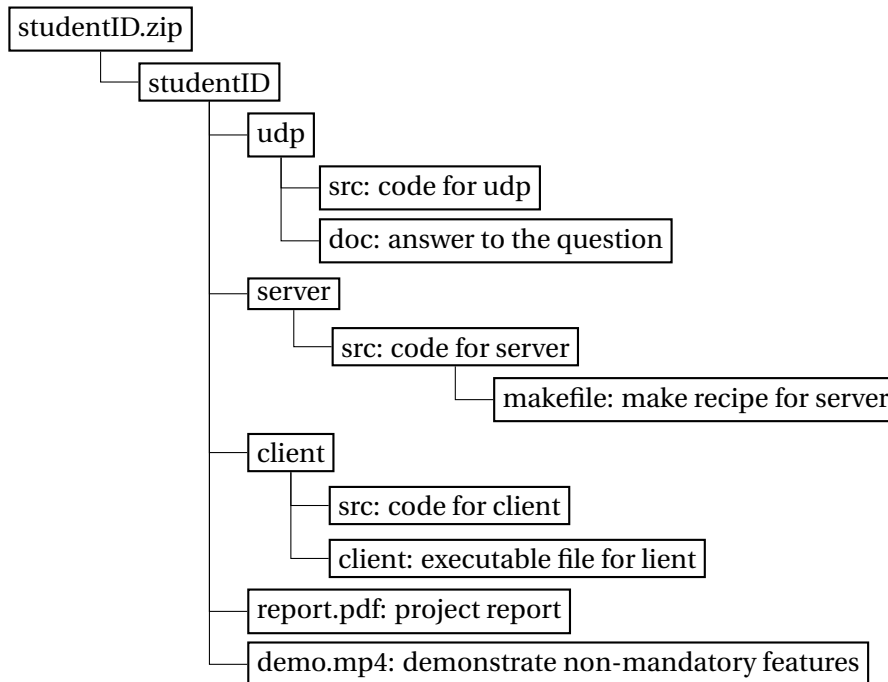 studentID.zip
studentID
udp
src: code for udp
doc: answer to the question
server
src: code for server
makefile: make recipe for server
client
src: code for client
client: executable file for lient
report.pdf: project report
demo.mp4: demonstrate non-mandatory features